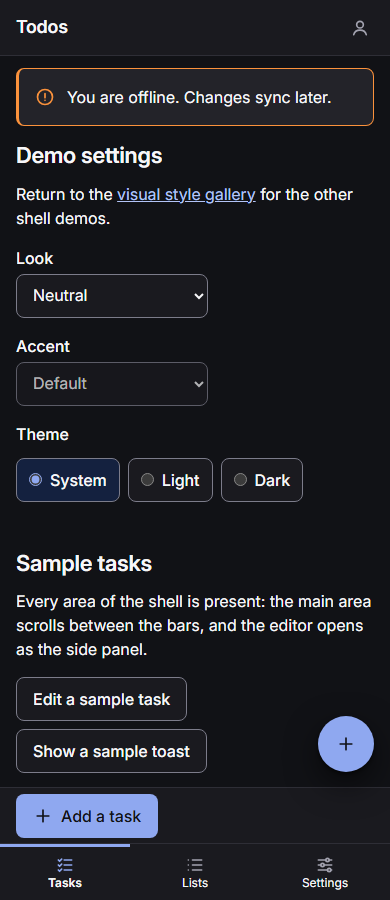 Todos
You are offline. Changes sync later.
Demo settings
Return to the visual style gallery for the other
shell demos.
Look
Neutral
Accent
Default
Theme
System
Light
Dark
Sample tasks
Every area of the shell is present: the main area
scrolls between the bars, and the editor opens
as the side panel.
Edit a sample task
Show a sample toast
Add a task
Tasks
Lists
Settings